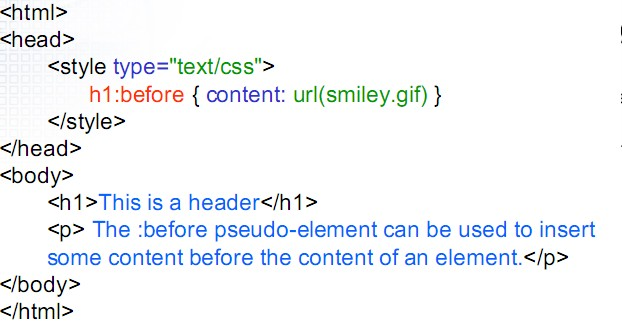 <html>
<head>
<style type="text/css">
h1:before { content: url(smiley.gif) }
</style>
</head>
<body>
<h1>This is a header</h1>
<p> The :before pseudo-element can be used to insert
some content before the content of an element.</p>
</body>
</html>